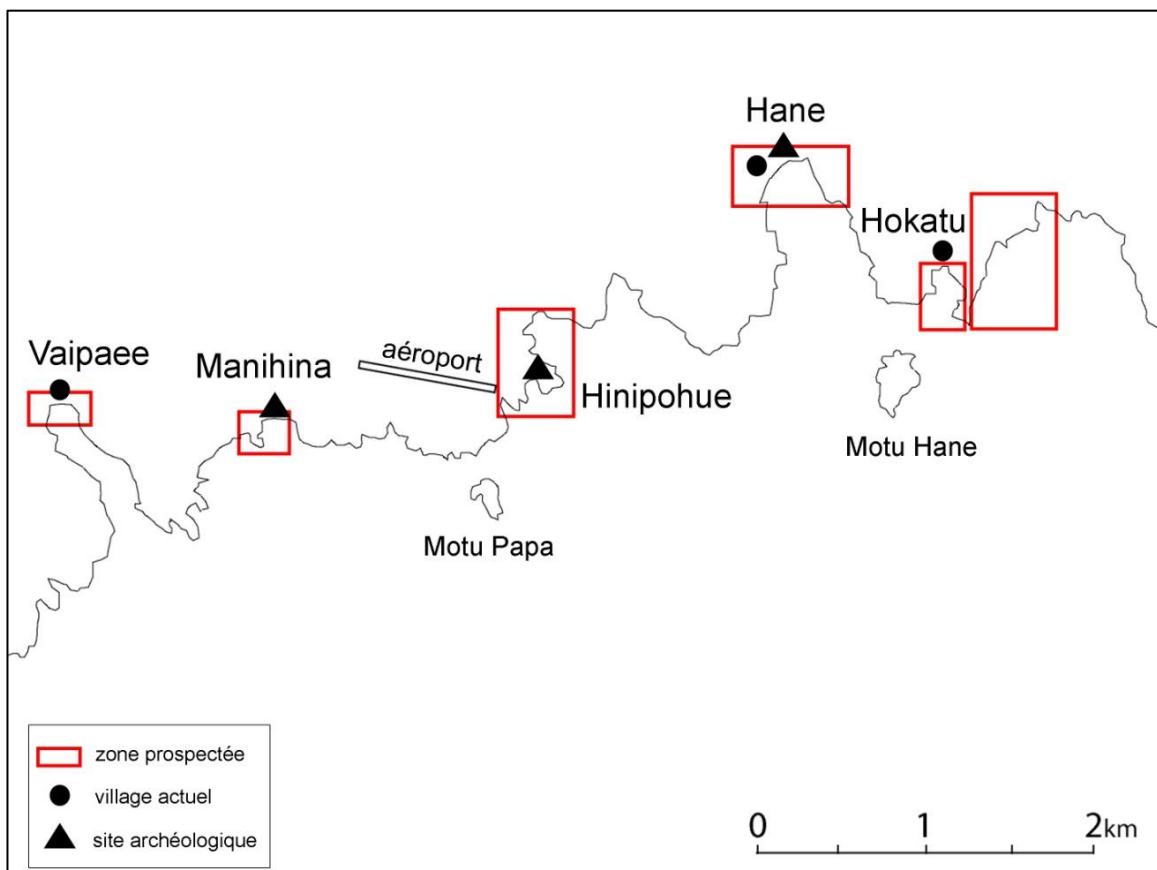 Hane
Hokatu
Vaipaee
Manihina
aéroport
Hinipohue
Motu Hane
Motu Papa
zone prospectée
village actuel
site archéologique
0 1 2km